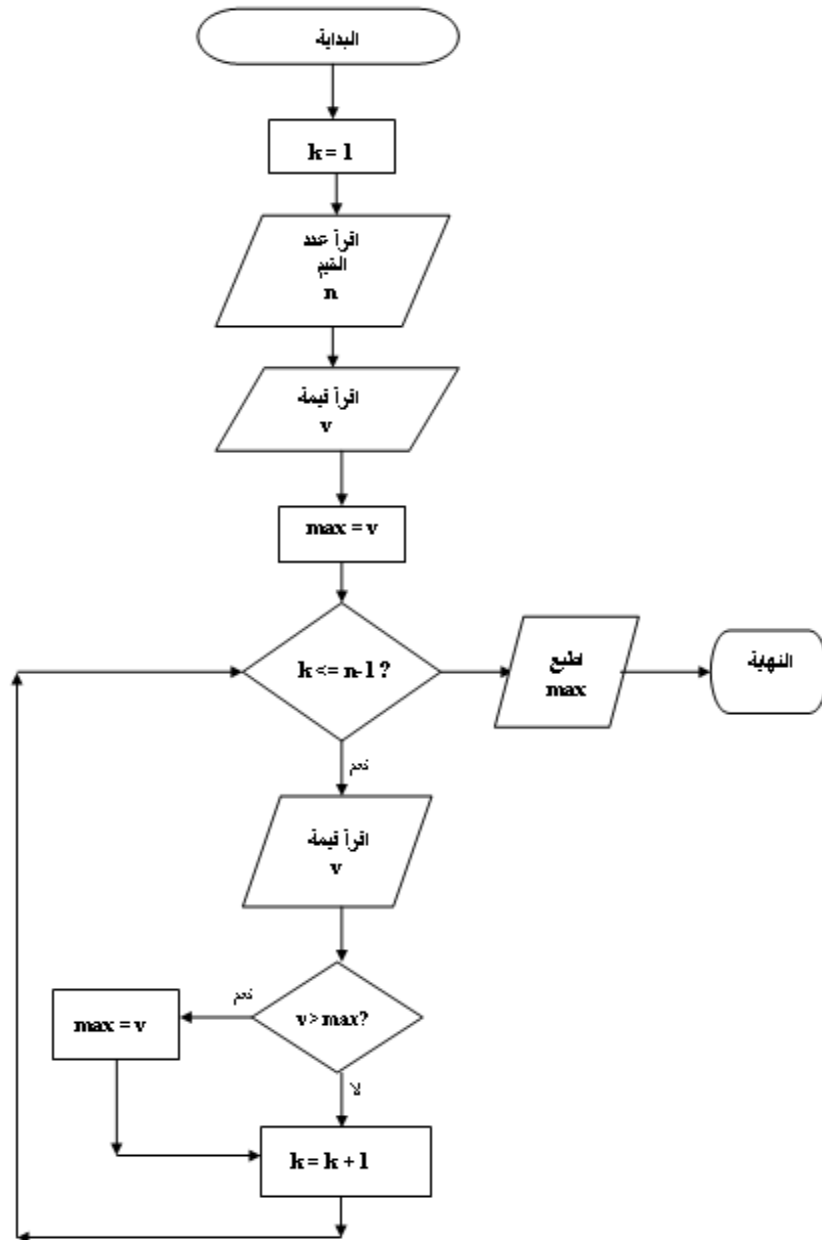 البداية
k = 1
اقرأ عدد
القيم
n
اقرأ قيمة
v
max = v
k <= n-1 ?
اطبع
max
النهاية
نعم
اقرأ قيمة
v
v > max?
نعم
max = v
لا
k = k + 1